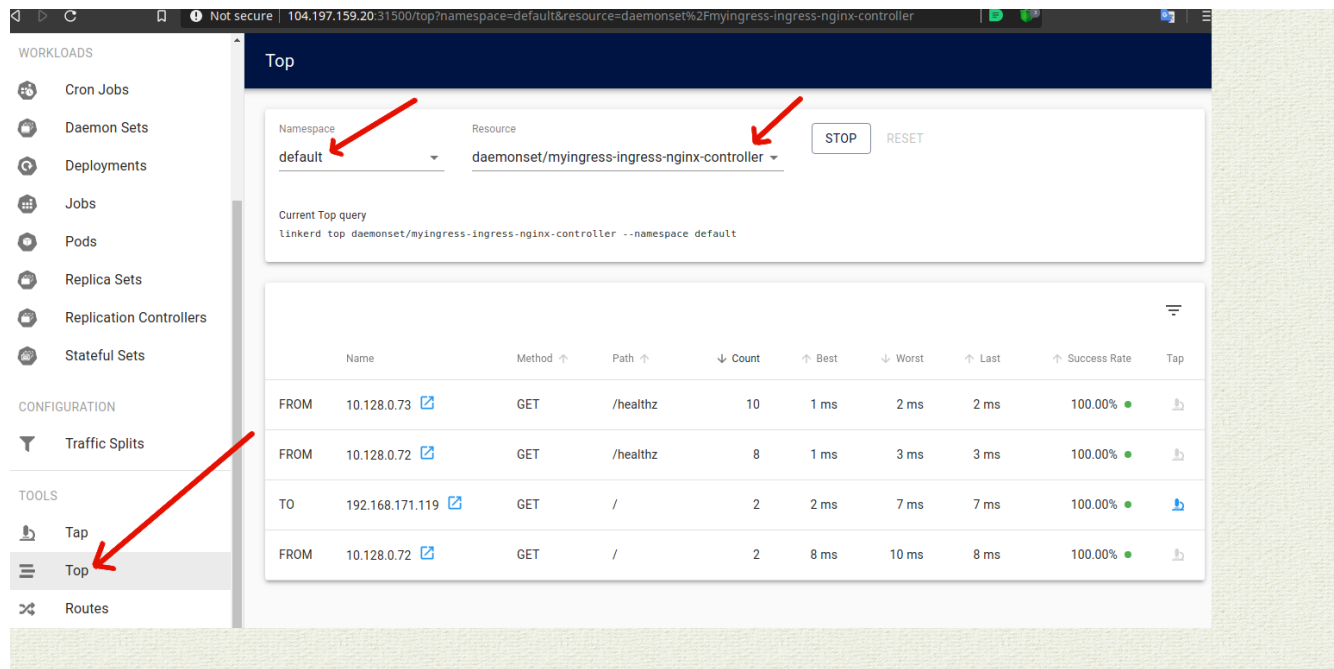 Not secure 104.197.159.20:31500/top?namespace=default&resource=daemonset%2Fmyingress-ingress-nginx-controller
WORKLOADS
Cron Jobs
Daemon Sets
Deployments
Jobs
Pods
Replica Sets
Replication Controllers
Stateful Sets
CONFIGURATION
Traffic Splits
TOOLS
Tap
Top
Routes
Top
Namespace Resource
default daemonset/myingress-ingress-nginx-controller STOP RESET
Current Top query
linkerd top daemonset/myingress-ingress-nginx-controller --namespace default
Name Method Path Count Best Worst Last Success Rate Tap
FROM 10.128.0.73 GET /healthz 10 1 ms 2 ms 2 ms 100.00%
FROM 10.128.0.72 GET /healthz 8 1 ms 3 ms 3 ms 100.00%
TO 192.168.171.119 GET / 2 2 ms 7 ms 7 ms 100.00%
FROM 10.128.0.72 GET / 2 8 ms 10 ms 8 ms 100.00%